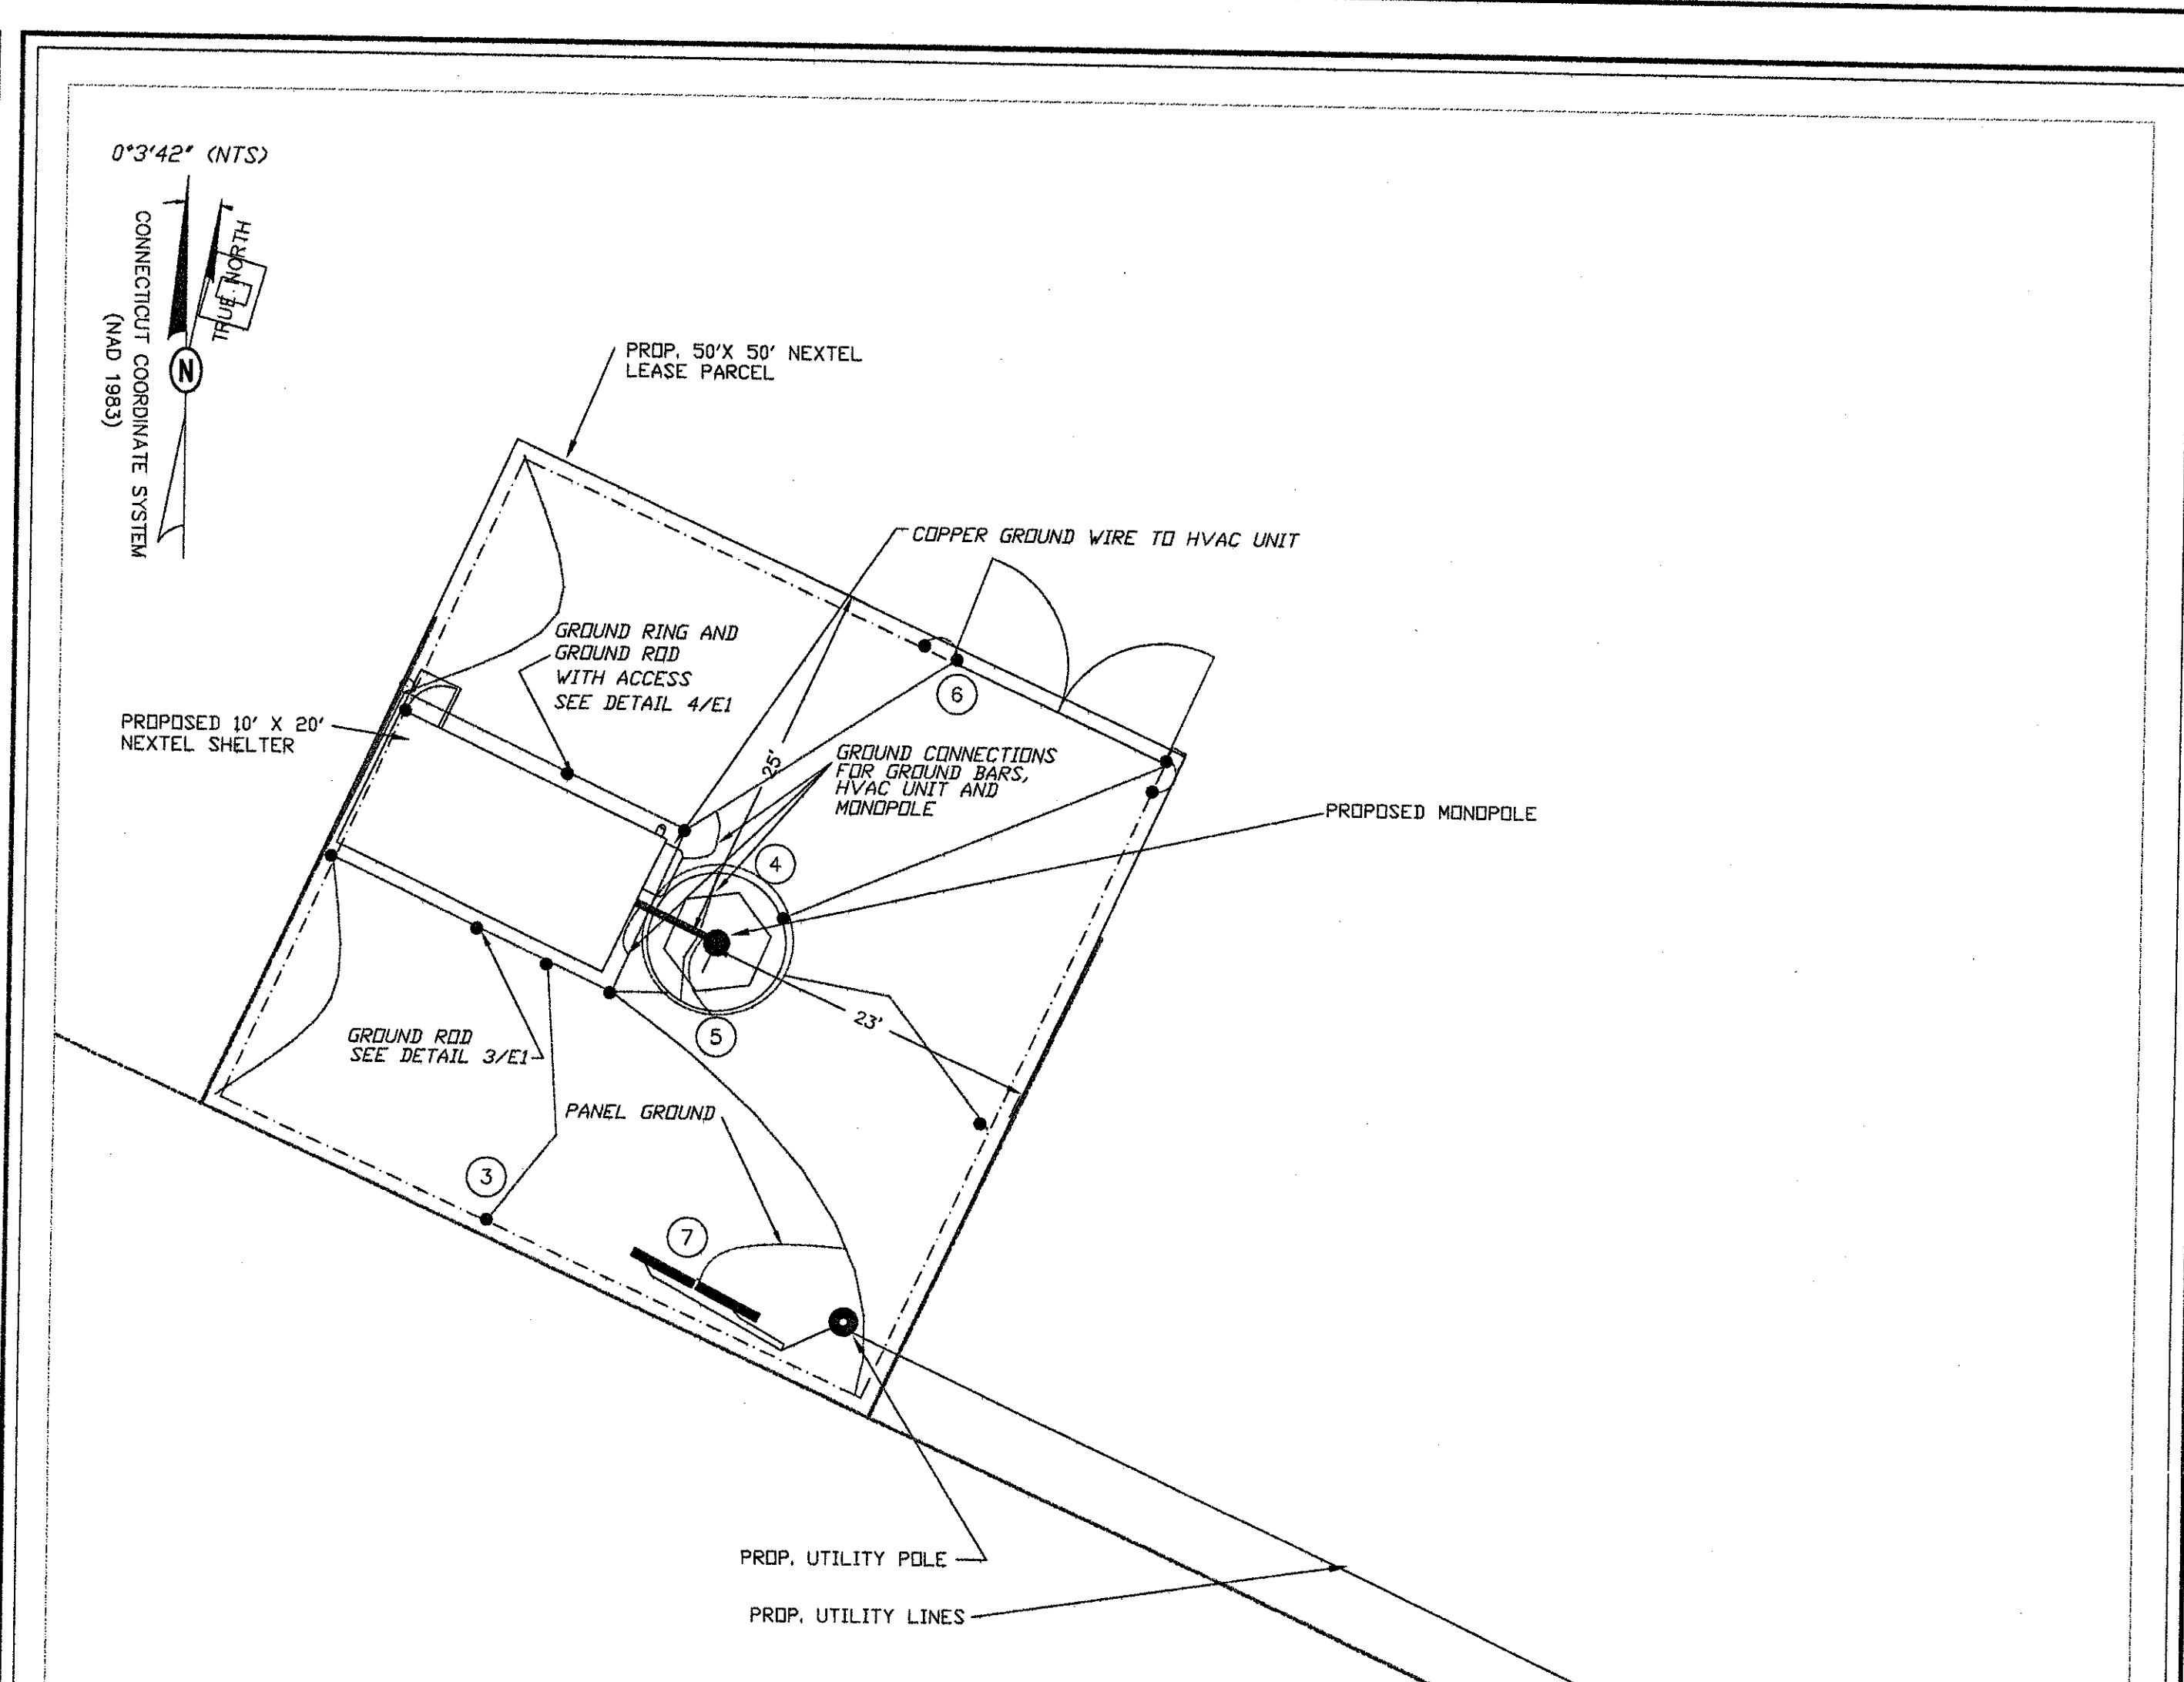 0°3'42" (NTS)
TRUE NORTH
CONNECTICUT COORDINATE SYSTEM
(NAD 1983)
N
PROP. 50'X 50' NEXTEL
LEASE PARCEL
COPPER GROUND WIRE TO HVAC UNIT
GROUND RING AND
GROUND ROD
WITH ACCESS
SEE DETAIL 4/E1
6
PROPOSED 10' X 20'
NEXTEL SHELTER
25'
GROUND CONNECTIONS
FOR GROUND BARS,
HVAC UNIT AND
MONOPOLE
PROPOSED MONOPOLE
4
23'
5
GROUND ROD
SEE DETAIL 3/E1
PANEL GROUND
3
7
PROP. UTILITY POLE
PROP. UTILITY LINES